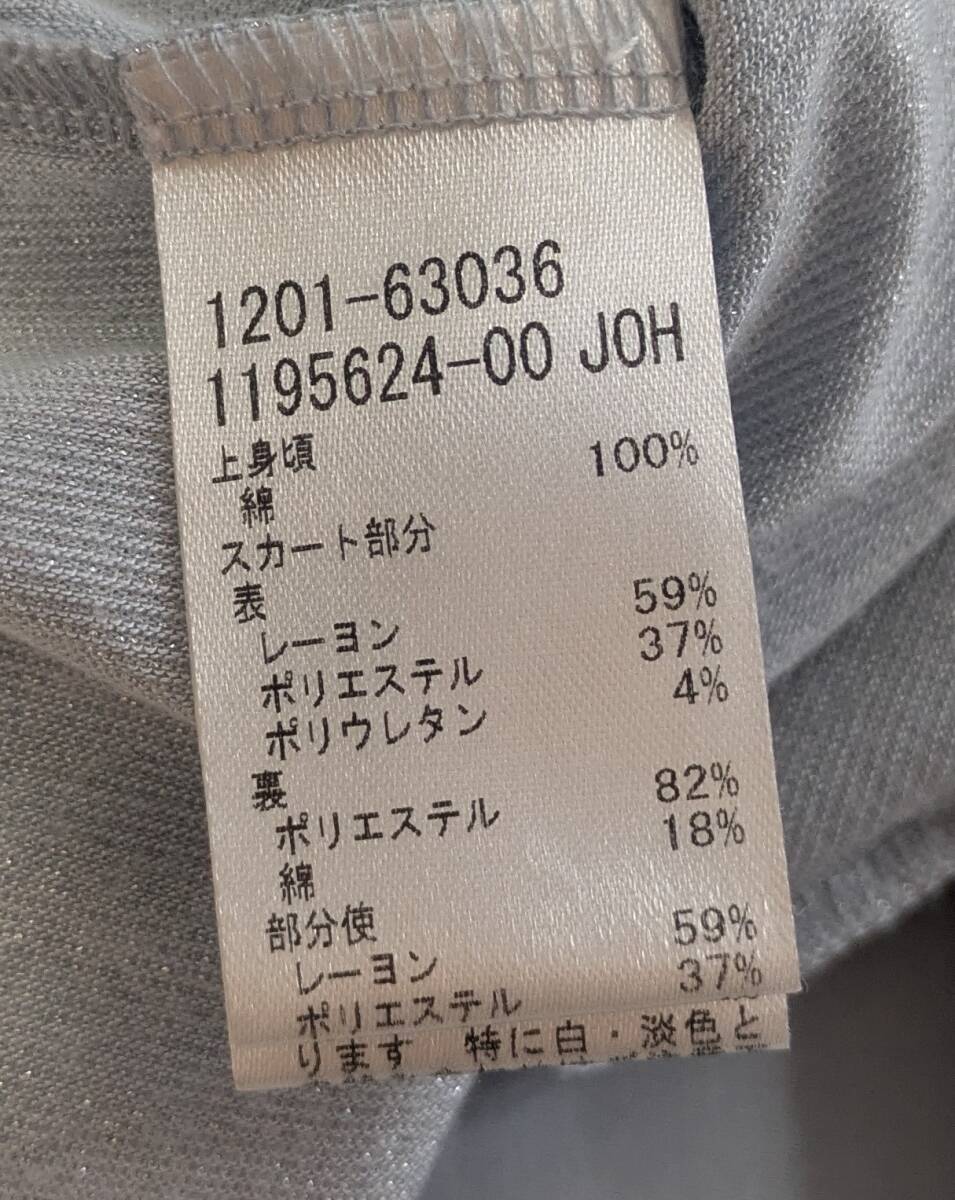 1201-63036
1195624-00 JOH
上身頃
綿 100%
スカート部分
表
レーヨン 59%
ポリエステル 37%
ポリウレタン 4%
裏
ポリエステル 82%
綿 18%
部分使
レーヨン 59%
ポリエステル 37%
ります 特に白・淡色と